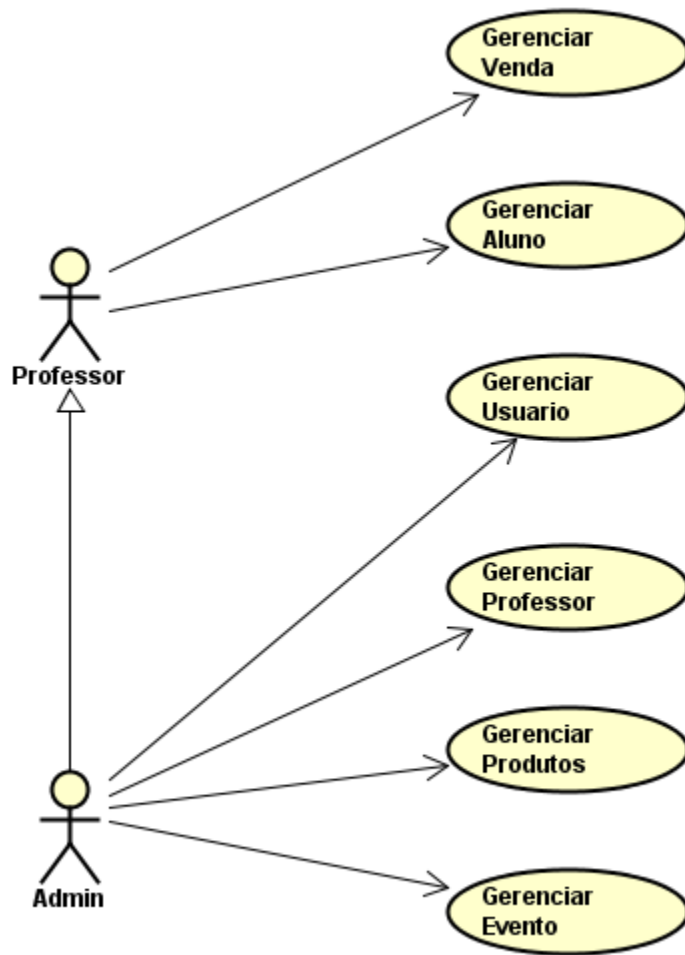 Gerenciar
Venda
Gerenciar
Aluno
Professor
Gerenciar
Usuario
Gerenciar
Professor
Gerenciar
Produtos
Admin
Gerenciar
Evento